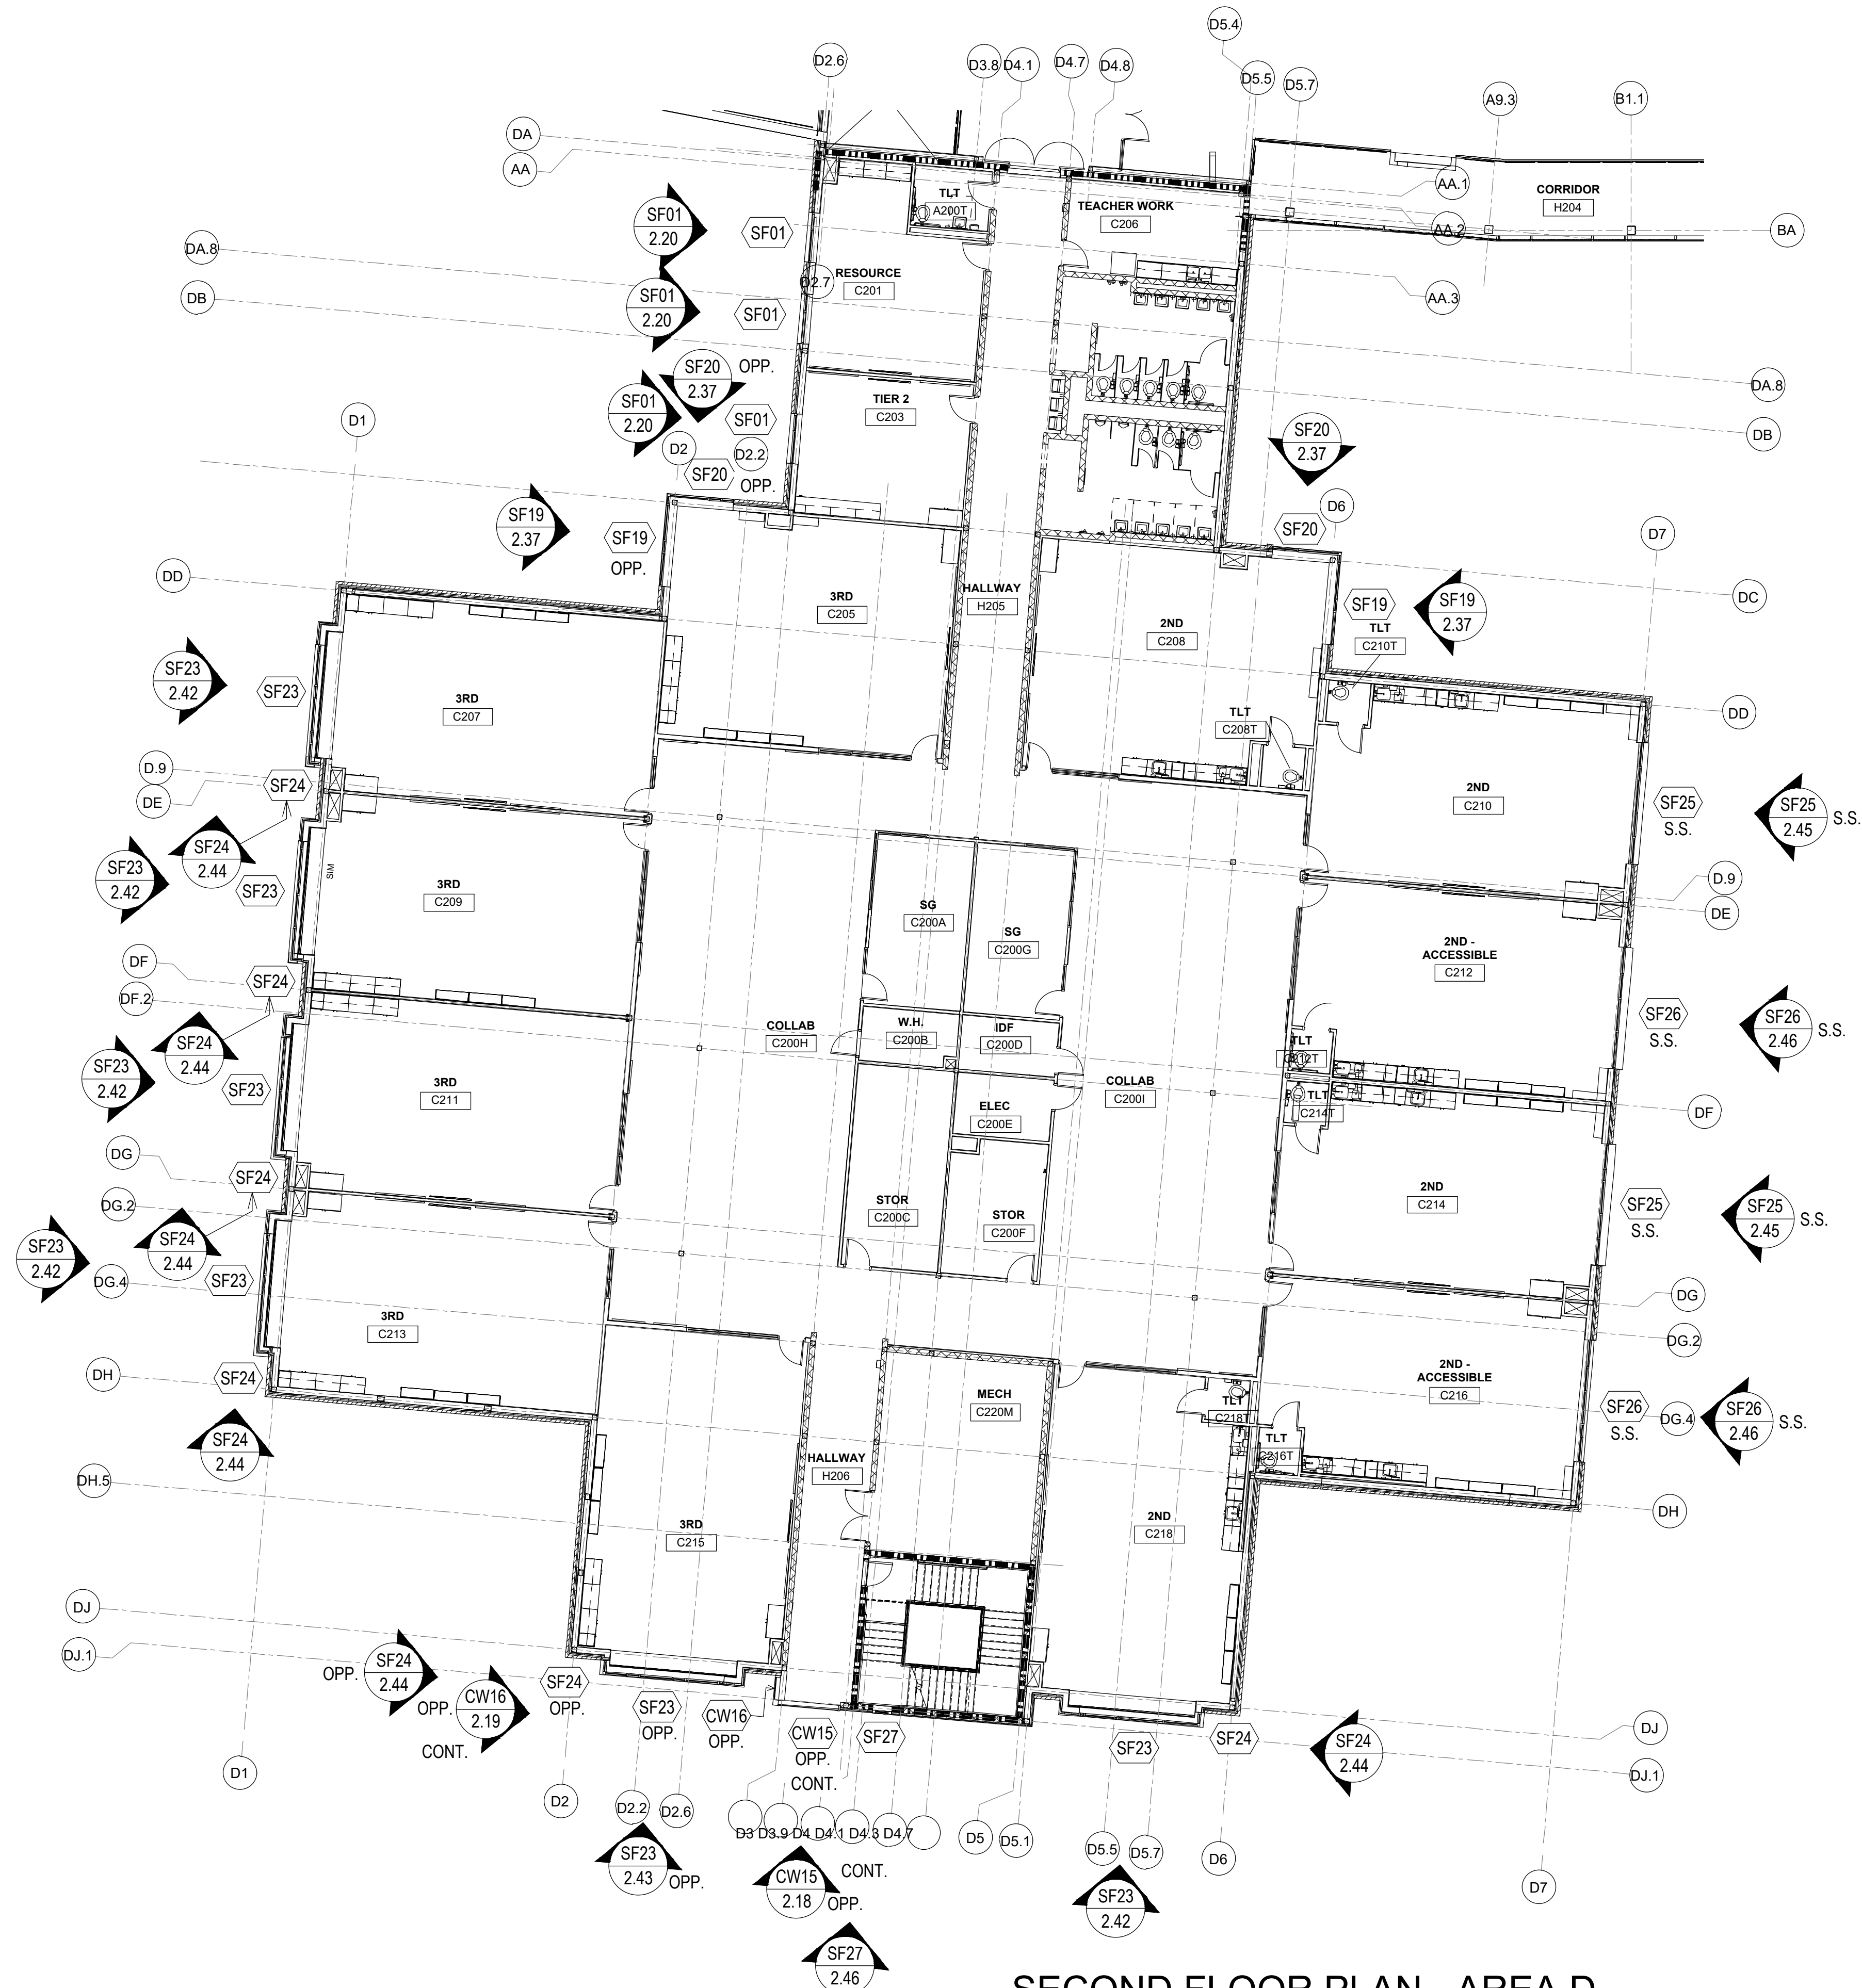 D5.4
D2.6
D3.8
D4.1
D4.7
D4.8
D5.5
D5.7
A9.3
B1.1
DA
AA
AA.1
TLT
A200T
TEACHER WORK
C206
CORRIDOR
H204
SF01
2.20
SF01
AA.2
BA
DA.8
RESOURCE
C201
D2.7
DB
SF01
2.20
SF01
AA.3
SF20
2.37
OPP.
DA.8
SF01
2.20
SF01
TIER 2
C203
D1
D2
D2.2
SF20
OPP.
SF20
2.37
DB
SF19
2.37
SF19
OPP.
D6
SF20
D7
DD
HALLWAY
H205
3RD
C205
2ND
C208
SF19
SF19
2.37
TLT
C210T
DC
SF23
2.42
SF23
3RD
C207
TLT
C208T
DD
D.9
DE
SF24
2ND
C210
SF25
S.S.
SF25
2.45
S.S.
SF24
2.44
SF23
2.42
SF23
SIM
3RD
C209
SG
C200A
SG
C200G
D.9
DE
2ND -
ACCESSIBLE
C212
DF
DF.2
SF24
SF24
2.44
COLLAB
C200H
W.H.
C200B
IDF
C200D
TLT
C212T
SF26
S.S.
SF26
2.46
S.S.
SF23
2.42
SF23
3RD
C211
COLLAB
C200I
ELEC
C200E
TLT
C214T
DF
DG
DG.2
SF24
STOR
C200C
STOR
C200F
2ND
C214
SF25
S.S.
SF25
2.45
S.S.
SF23
2.42
SF24
2.44
SF23
DG.4
DG
DG.2
3RD
C213
DH
SF24
MECH
C220M
2ND -
ACCESSIBLE
C216
TLT
C218T
SF26
S.S.
DG.4
SF26
2.46
S.S.
SF24
2.44
TLT
C216T
DH.5
HALLWAY
H206
DH
3RD
C215
2ND
C218
DJ
DJ.1
OPP.
SF24
2.44
OPP.
CW16
2.19
CONT.
SF24
OPP.
SF23
OPP.
CW16
OPP.
CW15
OPP.
CONT.
SF27
SF23
SF24
SF24
2.44
DJ
DJ.1
D1
D2
D2.2
D2.6
D3
D3.9
D4
D4.1
D4.3
D4.7
D5
D5.1
D5.5
D5.7
D6
D7
SF23
2.43
OPP.
CW15
2.18
CONT.
OPP.
SF23
2.42
SF27
2.46
SECOND FLOOR PLAN - AREA D